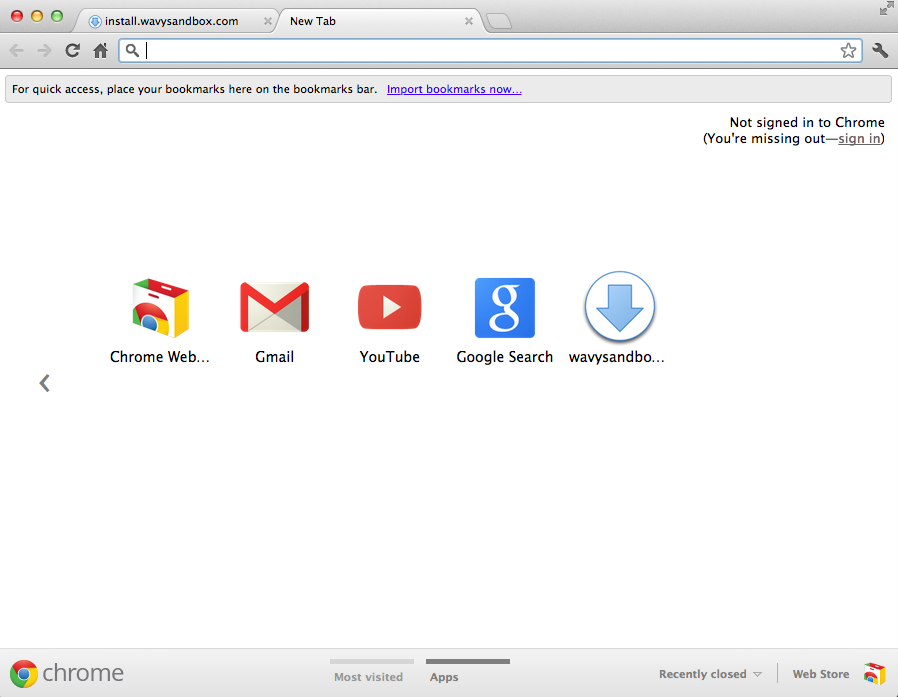 install.wavysandbox.com
New Tab
For quick access, place your bookmarks here on the bookmarks bar. Import bookmarks now...
Not signed in to Chrome
(You're missing out—sign in)
Chrome Web... Gmail YouTube Google Search wavysandbo...
chrome Most visited Apps Recently closed Web Store